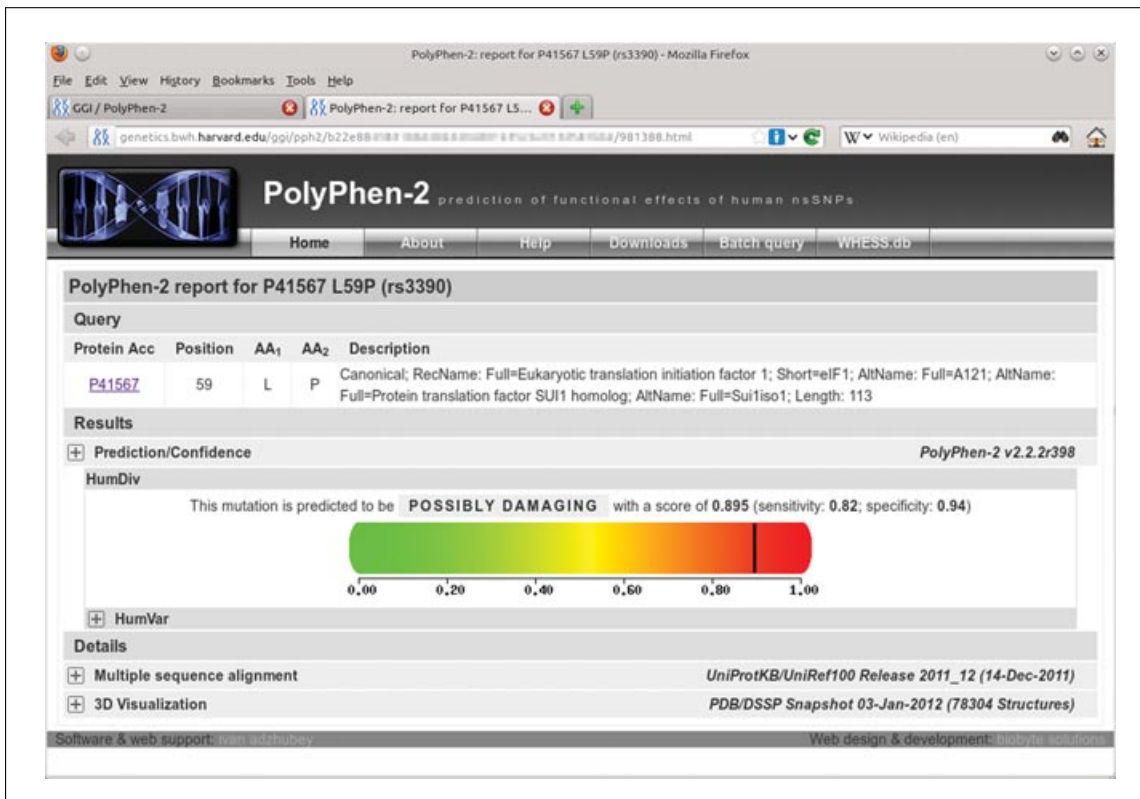 PolyPhen-2: report for P41567 L59P (rs3390) - Mozilla Firefox
File Edit View History Bookmarks Tools Help
GGI / PolyPhen-2 PolyPhen-2: report for P41567 L5...
genetics.bwh.harvard.edu/ggi/pph2/b22e88 /981388.html W Wikipedia (en)
PolyPhen-2 prediction of functional effects of human nsSNPs
Home About Help Downloads Batch query WHESS.db
PolyPhen-2 report for P41567 L59P (rs3390)
Query
Protein Acc Position AA₁ AA₂ Description
P41567 59 L P Canonical; RecName: Full=Eukaryotic translation initiation factor 1; Short=eIF1; AltName: Full=A121; AltName:
Full=Protein translation factor SUI1 homolog; AltName: Full=Sui1iso1; Length: 113
Results
Prediction/Confidence PolyPhen-2 v2.2.2r398
HumDiv
This mutation is predicted to be POSSIBLY DAMAGING with a score of 0.895 (sensitivity: 0.82; specificity: 0.94)
0.00 0.20 0.40 0.60 0.80 1.00
HumVar
Details
Multiple sequence alignment UniProtKB/UniRef100 Release 2011_12 (14-Dec-2011)
3D Visualization PDB/DSSP Snapshot 03-Jan-2012 (78304 Structures)
Software & web support: ivan adzhubey Web design & development: biobyte solutions